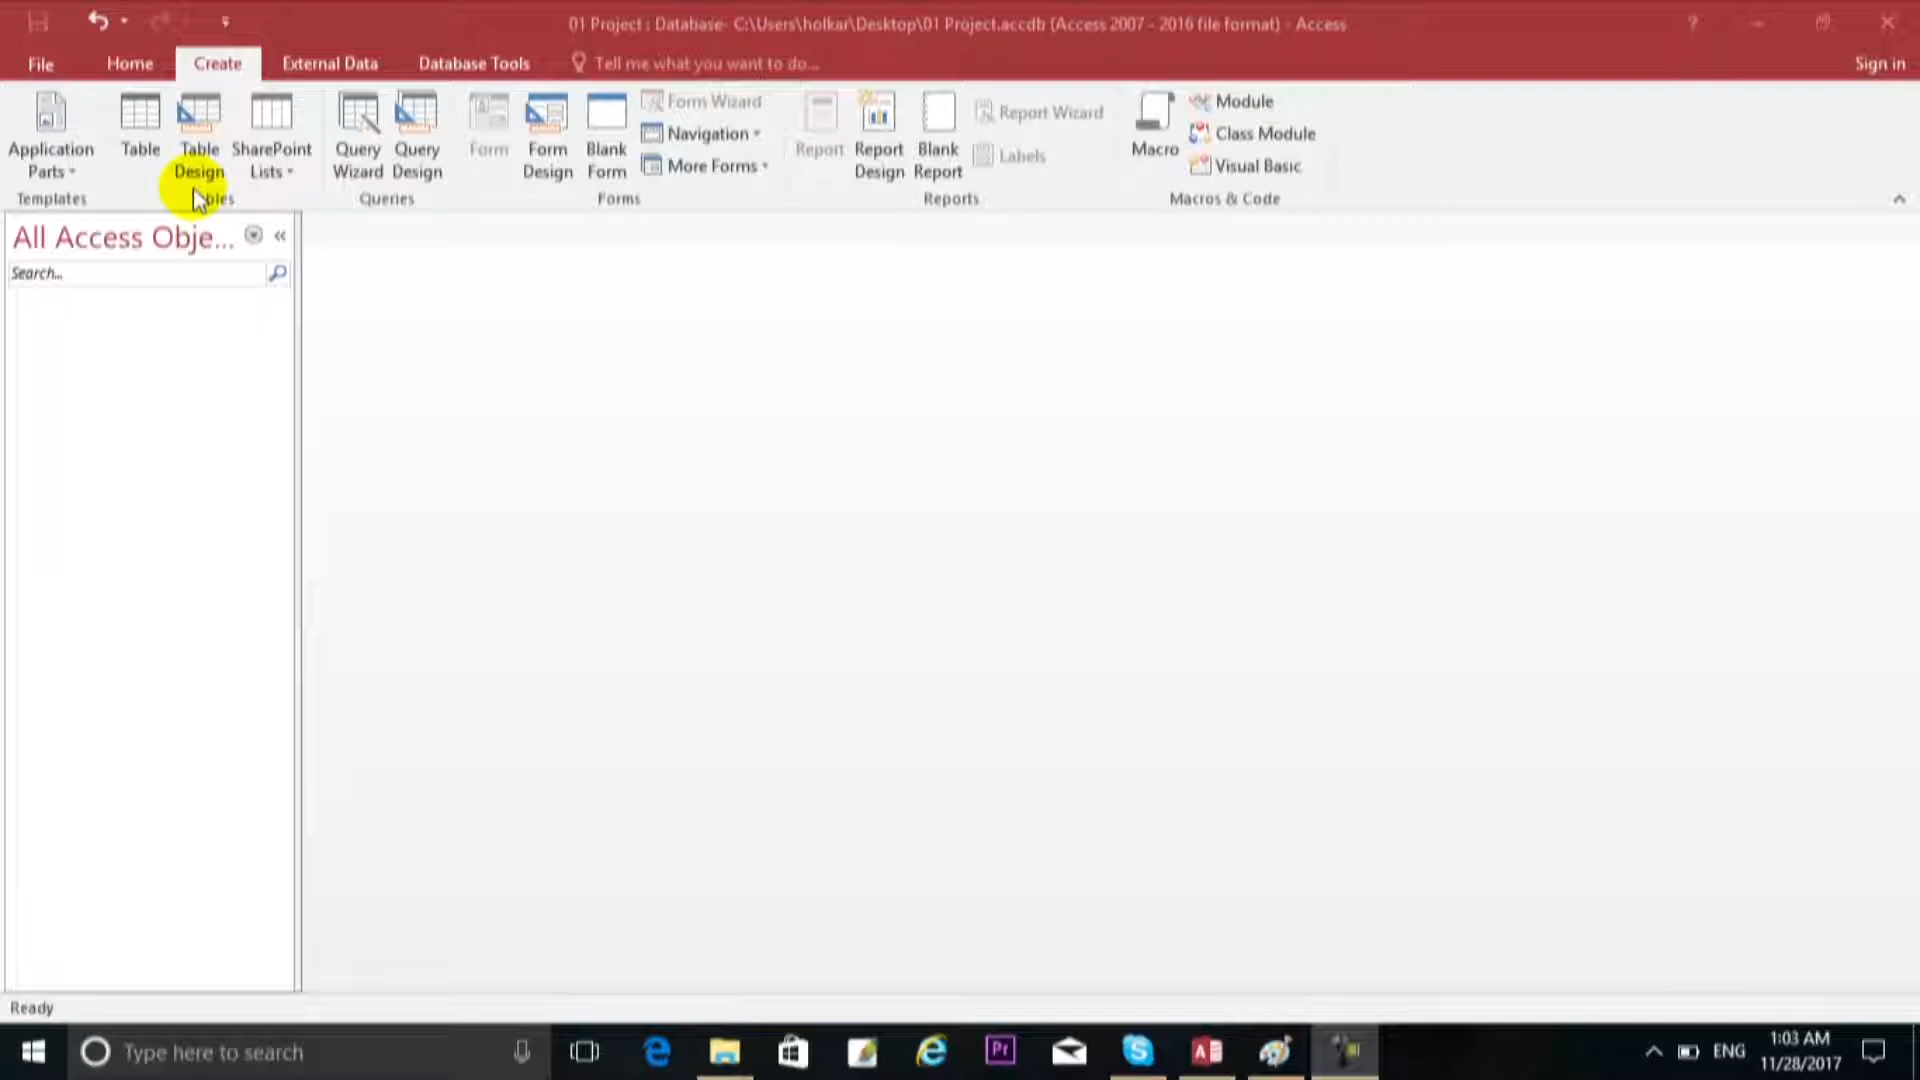 01 Project : Database- C:\Users\holkar\Desktop\01 Project.accdb (Access 2007 - 2016 file format) - Access
?
File Home Create External Data Database Tools Tell me what you want to do... Sign in
Application Parts
Table
Table Design
SharePoint Lists
Query Wizard
Query Design
Form
Form Design
Blank Form
Form Wizard
Navigation
More Forms
Report
Report Design
Blank Report
Report Wizard
Labels
Macro
Module
Class Module
Visual Basic
Templates Queries Forms Reports Macros & Code
All Access Obje...
Search...
Ready
Type here to search
Pr
ENG
1:03 AM
11/28/2017